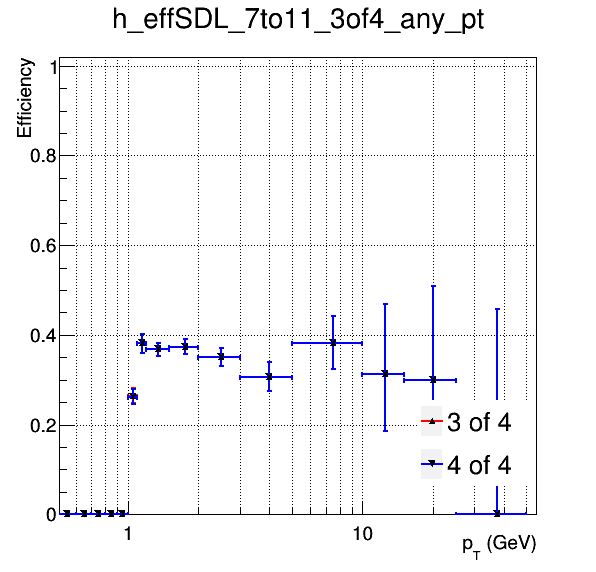 h_effSDL_7to11_3of4_any_pt
Efficiency
1
0.8
0.6
0.4
0.2
0
3 of 4
4 of 4
1
10
p_T (GeV)